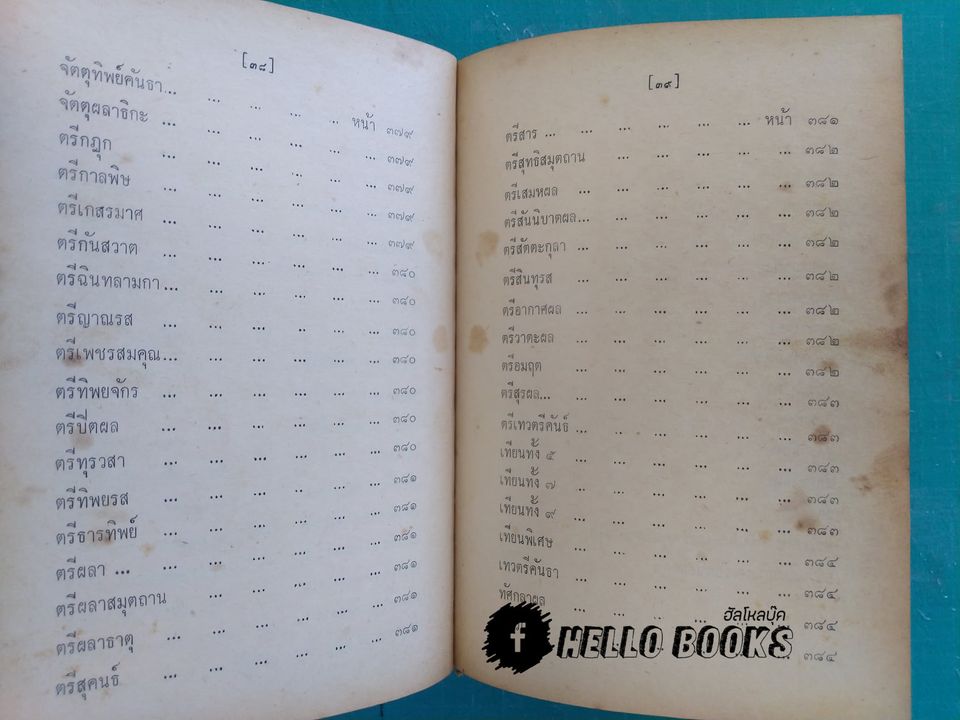 [๓๘]
จัตุทิพย์คันธา... ... ... ... ... หน้า ๓๗๙
จัตุผลาธิกะ ... ... ... ... ... ... ๓๗๙
ตรีกฏุก ... ... ... ... ... ...
ตรีกาลพิษ ... ... ... ... ... ... ๓๗๙
ตรีเกสรมาศ ... ... ... ... ... ... ๓๗๙
ตรีกันสวาต ... ... ... ... ... ... ๓๘๐
ตรีฉินทลามกา... ... ... ... ... ... ๓๘๐
ตรีญาณรส ... ... ... ... ... ... ๓๘๐
ตรีเพชรสมคุณ... ... ... ... ... ... ๓๘๐
ตรีทิพยจักร ... ... ... ... ... ... ๓๘๐
ตรีปิตผล ... ... ... ... ... ... ๓๘๐
ตรีทุรวสา ... ... ... ... ... ... ๓๘๐
ตรีทิพยรส ... ... ... ... ... ... ๓๘๑
ตรีธารทิพย์ ... ... ... ... ... ... ๓๘๑
ตรีผลา ... ... ... ... ... ... ... ๓๘๑
ตรีผลาสมุตถาน ... ... ... ... ... ๓๘๑
ตรีผลาธาตุ ... ... ... ... ... ... ๓๘๑
ตรีสุคนธ์ ... ... ... ... ... ... ๓๘๑
[๓๙]
ตรีสาร ... ... ... ... ... ... หน้า ๓๘๑
ตรีสุทธิสมุตถาน ... ... ... ... ... ๓๘๒
ตรีเสมหผล ... ... ... ... ... ... ๓๘๒
ตรีสันนิบาตผล... ... ... ... ... ... ๓๘๒
ตรีสัตตะกุลา ... ... ... ... ... ... ๓๘๒
ตรีสินทุรส ... ... ... ... ... ... ๓๘๒
ตรีอากาศผล ... ... ... ... ... ... ๓๘๒
ตรีวาตะผล ... ... ... ... ... ... ๓๘๒
ตรีอมฤต ... ... ... ... ... ... ๓๘๒
ตรีสุรผล... ... ... ... ... ... ... ๓๘๓
ตรีเทวตรีคันธ์ ... ... ... ... ... ... ๓๘๓
เทียนทั้ง ๕ ... ... ... ... ... ... ๓๘๓
เทียนทั้ง ๗ ... ... ... ... ... ... ๓๘๓
เทียนทั้ง ๙ ... ... ... ... ... ... ๓๘๓
เทียนพิเศษ ... ... ... ... ... ... ๓๘๔
เทวตรีคันธา ... ... ... ... ... ... ๓๘๔
ทัศกุลาผล ... ... ... ... ... ๓๘๔
๓๘๔
ฮัลโหลบุ๊ค
f HELLO BOOKS